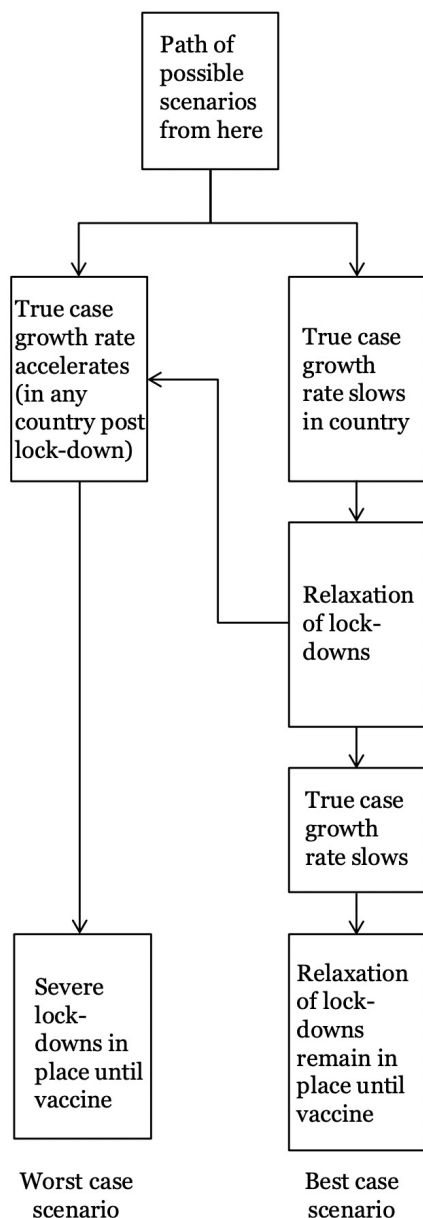 Path of
possible
scenarios
from here
True case
growth rate
accelerates
(in any
country post
lock-down)
True case
growth
rate slows
in country
Relaxation
of lock-
downs
True case
growth
rate slows
Severe
lock-
downs in
place until
vaccine
Relaxation
of lock-
downs
remain in
place until
vaccine
Worst case
scenario
Best case
scenario